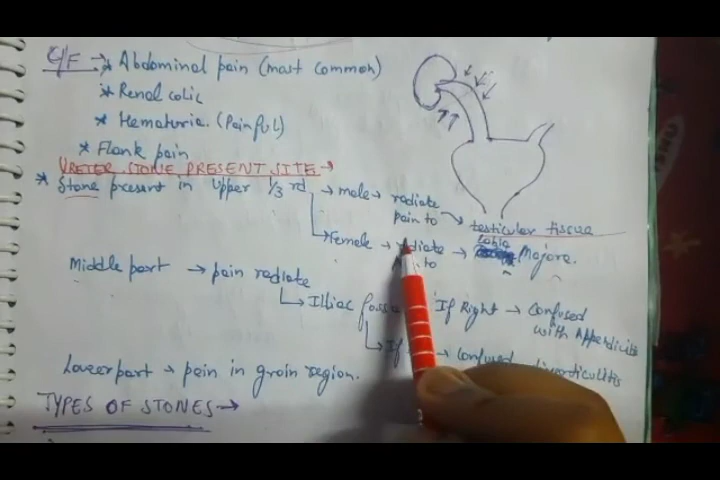 C/F → * Abdominal pain (most common)
* Renal colic
* Hematuria. (Painful)
* Flank pain
URETER STONE PRESENT SITE →
* Stone present in upper 1/3 rd → male → radiate pain to → testicular tissue
→ Female → radiate to → Labia Majora.
Middle part → pain radiate
→ Illiac fossa If Right → Confused with Appendicitis
→ If → confused diverticulitis
Lower part → pain in groin region.
TYPES OF STONES →